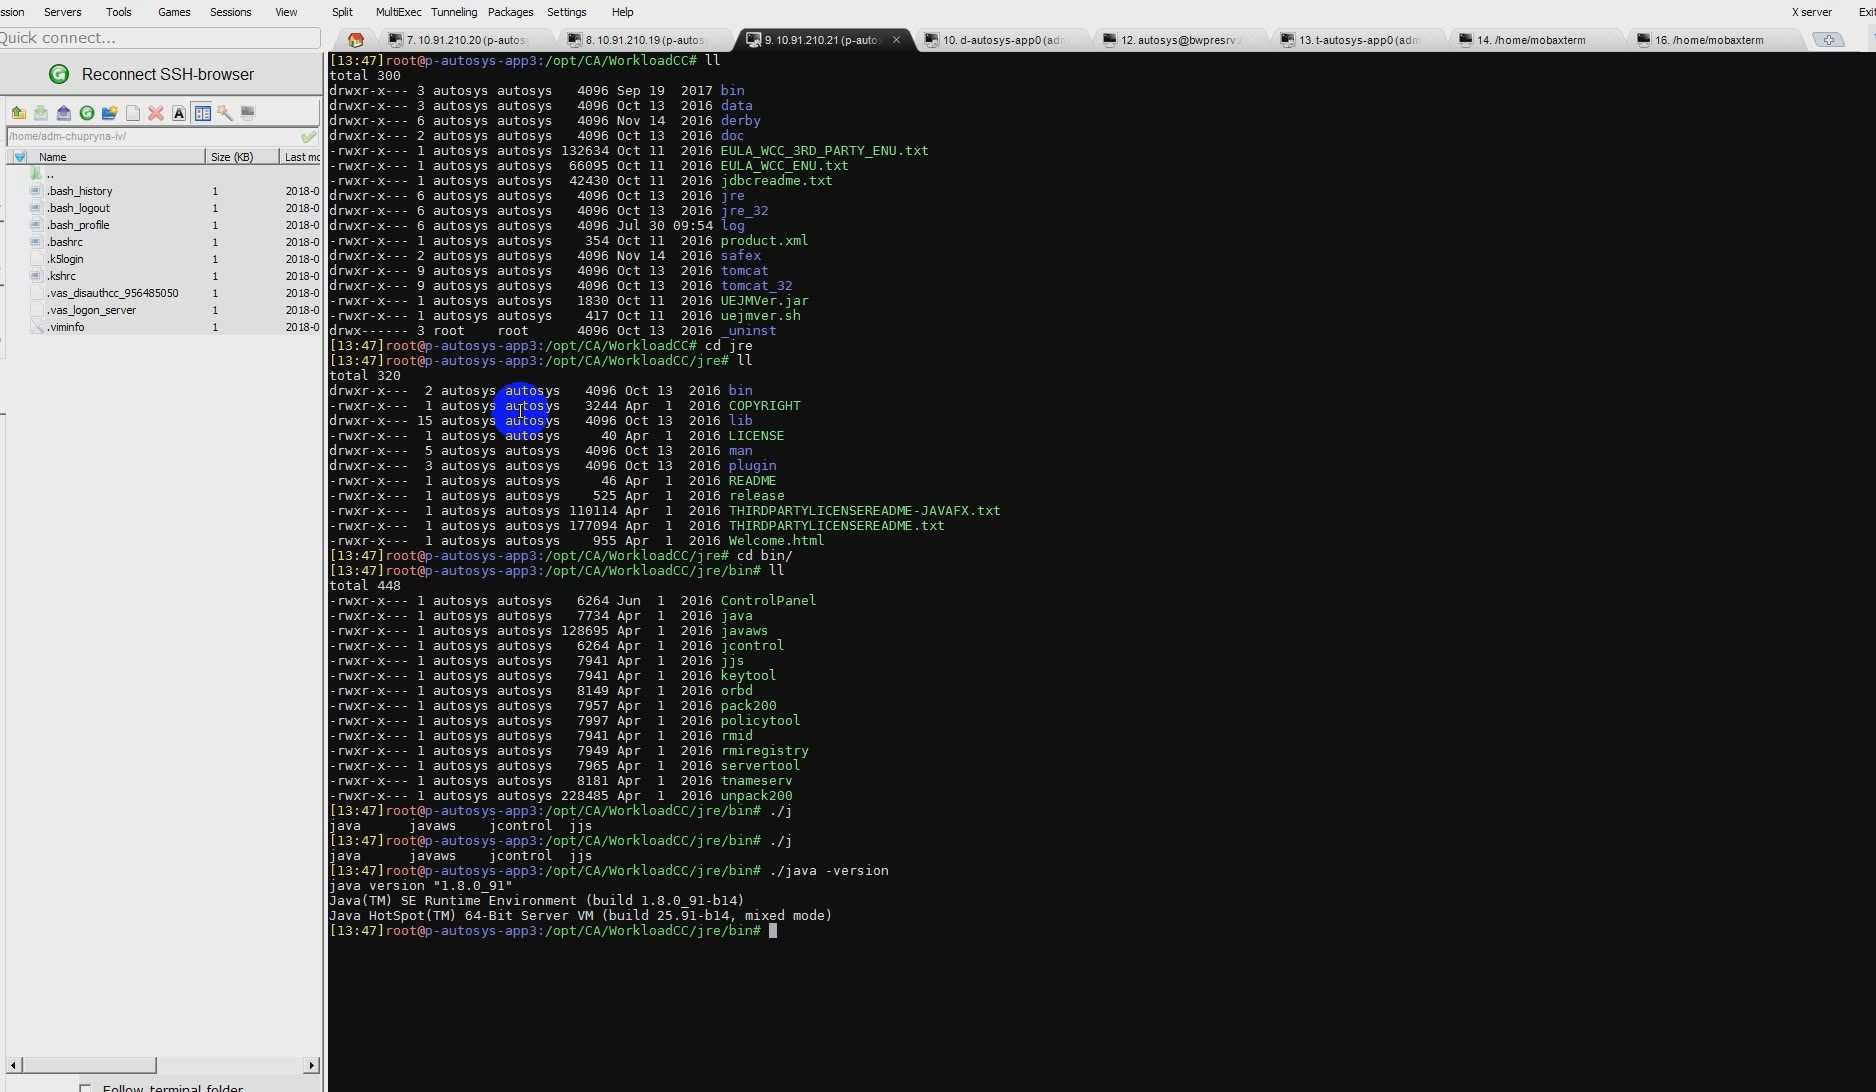 ssion Servers Tools Games Sessions View Split MultiExec Tunneling Packages Settings Help X server Exi
Quick connect...
7. 10.91.210.20 (p-autos 8. 10.91.210.19 (p-autos 9. 10.91.210.21 (p-autos 10. d-autosys-app0 (adm 12. autosys@bwpresrv 13. t-autosys-app0 (adm 14. /home/mobaxterm 16. /home/mobaxterm
Reconnect SSH-browser
/home/adm-chupryna-iv/
Name Size (KB) Last mo
..
.bash_history 1 2018-0
.bash_logout 1 2018-0
.bash_profile 1 2018-0
.bashrc 1 2018-0
.k5login 1 2018-0
.kshrc 1 2018-0
.vas_disauthcc_956485050 1 2018-0
.vas_logon_server 1 2018-0
.viminfo 1 2018-0
Follow terminal folder
[13:47]root@p-autosys-app3:/opt/CA/WorkloadCC# ll
total 300
drwxr-x--- 3 autosys autosys 4096 Sep 19 2017 bin
drwxr-x--- 3 autosys autosys 4096 Oct 13 2016 data
drwxr-x--- 6 autosys autosys 4096 Nov 14 2016 derby
drwxr-x--- 2 autosys autosys 4096 Oct 13 2016 doc
-rwxr-x--- 1 autosys autosys 132634 Oct 11 2016 EULA_WCC_3RD_PARTY_ENU.txt
-rwxr-x--- 1 autosys autosys 66095 Oct 11 2016 EULA_WCC_ENU.txt
-rwxr-x--- 1 autosys autosys 42430 Oct 11 2016 jdbcreadme.txt
drwxr-x--- 6 autosys autosys 4096 Oct 13 2016 jre
drwxr-x--- 6 autosys autosys 4096 Oct 13 2016 jre_32
drwxr-x--- 6 autosys autosys 4096 Jul 30 09:54 log
-rwxr-x--- 1 autosys autosys 354 Oct 11 2016 product.xml
drwxr-x--- 2 autosys autosys 4096 Nov 14 2016 safex
drwxr-x--- 9 autosys autosys 4096 Oct 13 2016 tomcat
drwxr-x--- 9 autosys autosys 4096 Oct 13 2016 tomcat_32
-rwxr-x--- 1 autosys autosys 1830 Oct 11 2016 UEJMVer.jar
-rwxr-x--- 1 autosys autosys 417 Oct 11 2016 uejmver.sh
drwx------ 3 root root 4096 Oct 13 2016 _uninst
[13:47]root@p-autosys-app3:/opt/CA/WorkloadCC# cd jre
[13:47]root@p-autosys-app3:/opt/CA/WorkloadCC/jre# ll
total 320
drwxr-x--- 2 autosys autosys 4096 Oct 13 2016 bin
-rwxr-x--- 1 autosys autosys 3244 Apr 1 2016 COPYRIGHT
drwxr-x--- 15 autosys autosys 4096 Oct 13 2016 lib
-rwxr-x--- 1 autosys autosys 40 Apr 1 2016 LICENSE
drwxr-x--- 5 autosys autosys 4096 Oct 13 2016 man
drwxr-x--- 3 autosys autosys 4096 Oct 13 2016 plugin
-rwxr-x--- 1 autosys autosys 46 Apr 1 2016 README
-rwxr-x--- 1 autosys autosys 525 Apr 1 2016 release
-rwxr-x--- 1 autosys autosys 110114 Apr 1 2016 THIRDPARTYLICENSEREADME-JAVAFX.txt
-rwxr-x--- 1 autosys autosys 177094 Apr 1 2016 THIRDPARTYLICENSEREADME.txt
-rwxr-x--- 1 autosys autosys 955 Apr 1 2016 Welcome.html
[13:47]root@p-autosys-app3:/opt/CA/WorkloadCC/jre# cd bin/
[13:47]root@p-autosys-app3:/opt/CA/WorkloadCC/jre/bin# ll
total 448
-rwxr-x--- 1 autosys autosys 6264 Jun 1 2016 ControlPanel
-rwxr-x--- 1 autosys autosys 7734 Apr 1 2016 java
-rwxr-x--- 1 autosys autosys 128695 Apr 1 2016 javaws
-rwxr-x--- 1 autosys autosys 6264 Apr 1 2016 jcontrol
-rwxr-x--- 1 autosys autosys 7941 Apr 1 2016 jjs
-rwxr-x--- 1 autosys autosys 7941 Apr 1 2016 keytool
-rwxr-x--- 1 autosys autosys 8149 Apr 1 2016 orbd
-rwxr-x--- 1 autosys autosys 7957 Apr 1 2016 pack200
-rwxr-x--- 1 autosys autosys 7997 Apr 1 2016 policytool
-rwxr-x--- 1 autosys autosys 7941 Apr 1 2016 rmid
-rwxr-x--- 1 autosys autosys 7949 Apr 1 2016 rmiregistry
-rwxr-x--- 1 autosys autosys 7965 Apr 1 2016 servertool
-rwxr-x--- 1 autosys autosys 8181 Apr 1 2016 tnameserv
-rwxr-x--- 1 autosys autosys 228485 Apr 1 2016 unpack200
[13:47]root@p-autosys-app3:/opt/CA/WorkloadCC/jre/bin# ./j
java javaws jcontrol jjs
[13:47]root@p-autosys-app3:/opt/CA/WorkloadCC/jre/bin# ./j
java javaws jcontrol jjs
[13:47]root@p-autosys-app3:/opt/CA/WorkloadCC/jre/bin# ./java -version
java version "1.8.0_91"
Java(TM) SE Runtime Environment (build 1.8.0_91-b14)
Java HotSpot(TM) 64-Bit Server VM (build 25.91-b14, mixed mode)
[13:47]root@p-autosys-app3:/opt/CA/WorkloadCC/jre/bin#